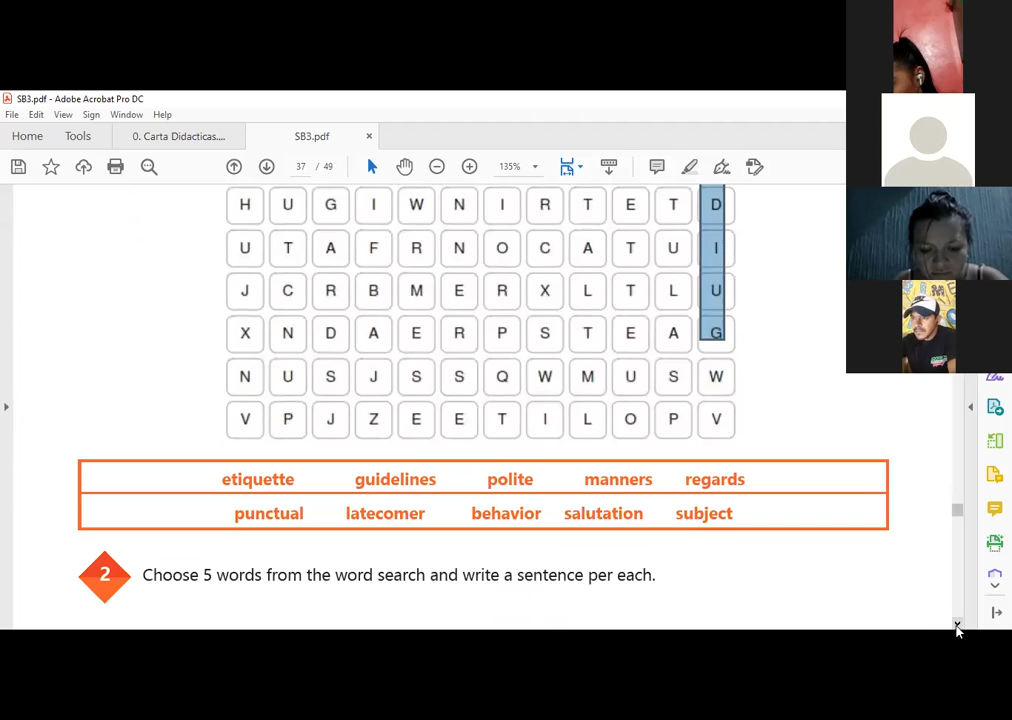 SB3.pdf - Adobe Acrobat Pro DC
File Edit View Sign Window Help
Home Tools 0. Carta Didacticas.... SB3.pdf ×
37 / 49 135%
H U G I W N I R T E T D
U T A F R N O C A T U I
J C R B M E R X L T L U
X N D A E R P S T E A G
N U S J S S Q W M U S W
V P J Z E E T I L O P V
etiquette guidelines polite manners regards
punctual latecomer behavior salutation subject
2 Choose 5 words from the word search and write a sentence per each.